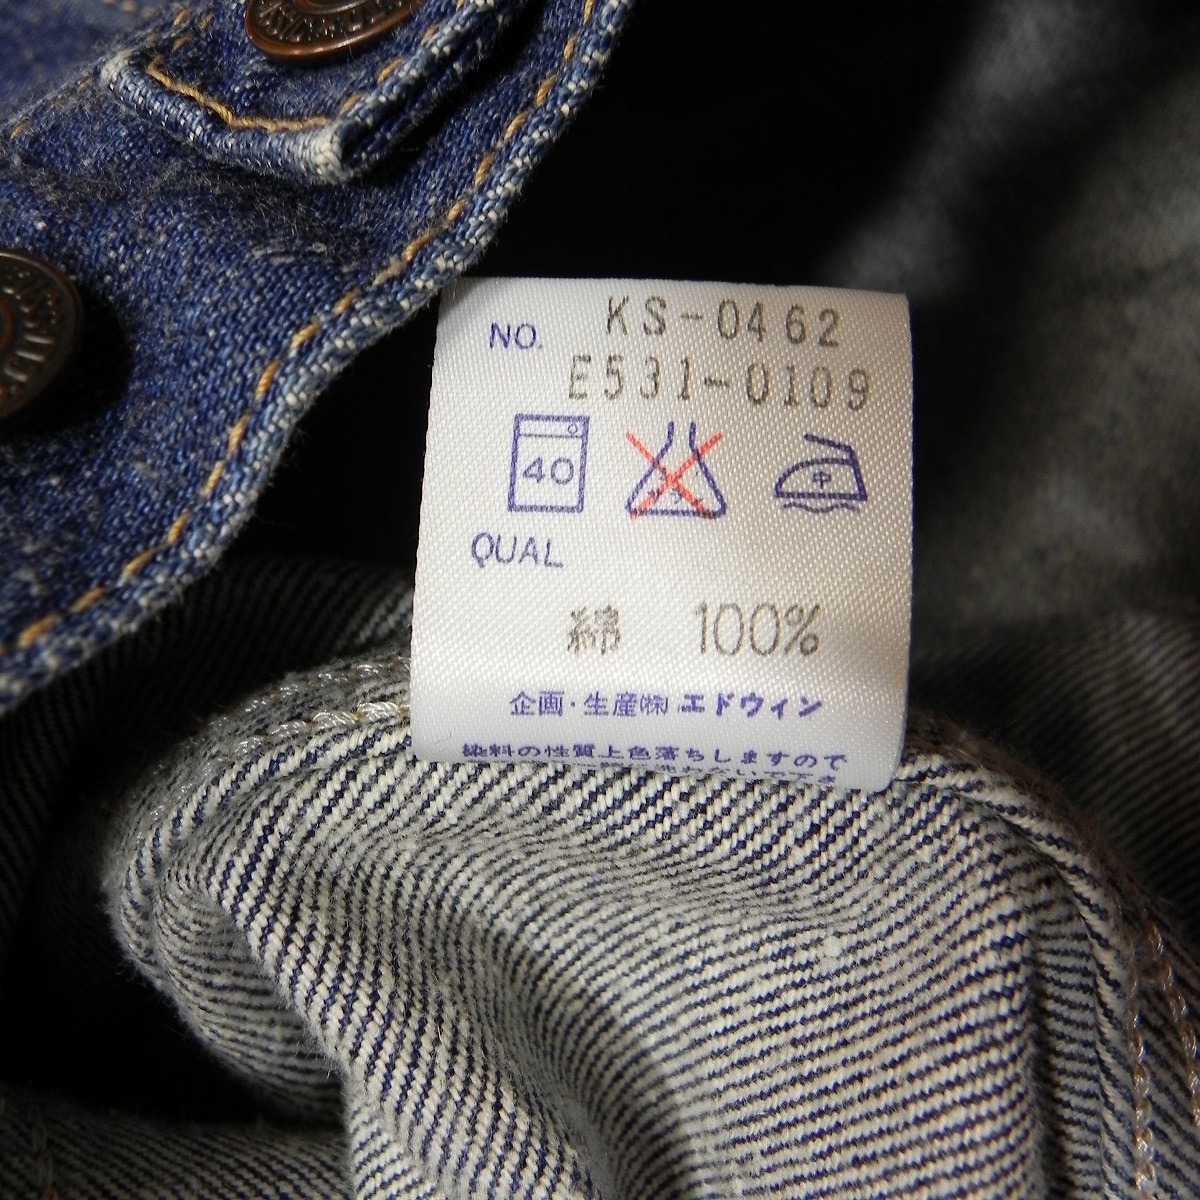 NO. KS-0462
E531-0109
40 中
QUAL
綿 100%
企画・生産㈱エドウィン
染料の性質上色落ちしますので